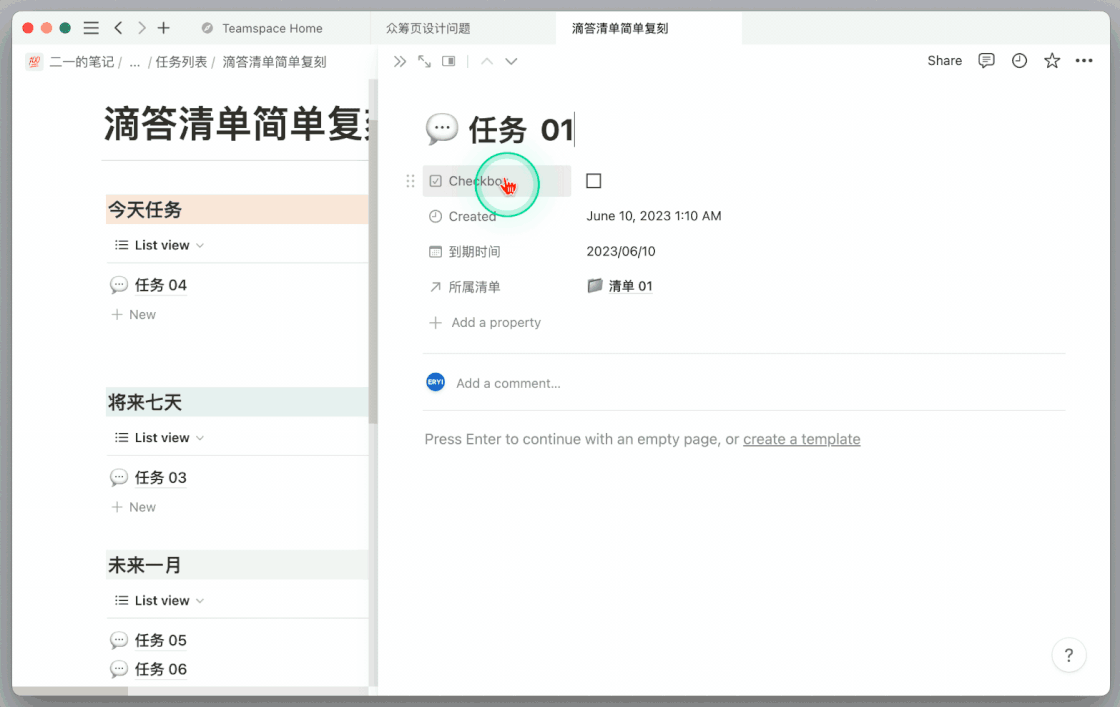 Teamspace Home
众筹页设计问题
滴答清单简单复刻
二一的笔记 / ... / 任务列表 / 滴答清单简单复刻
Share
滴答清单简单复
今天任务
List view
任务 04
+ New
将来七天
List view
任务 03
+ New
未来一月
List view
任务 05
任务 06
任务 01
Checkbo
Created
June 10, 2023 1:10 AM
到期时间
2023/06/10
所属清单
清单 01
+ Add a property
ERYI
Add a comment...
Press Enter to continue with an empty page, or create a template
?